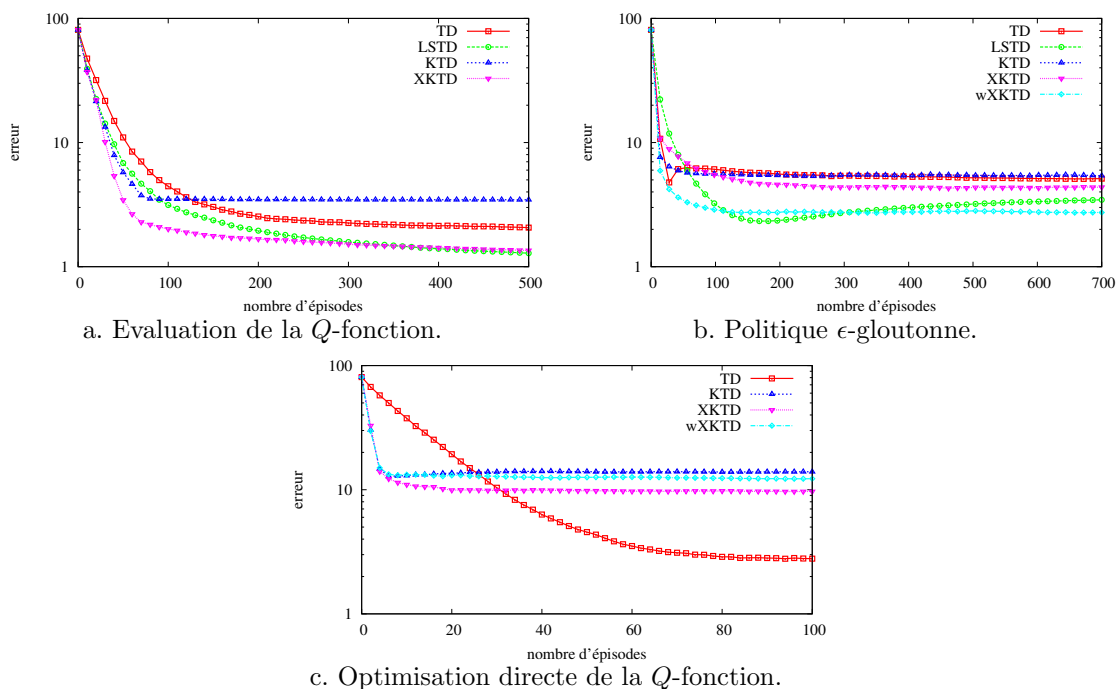 100
10
1
0
100
200
300
400
500
erreur
nombre d'épisodes
TD
LSTD
KTD
XKTD
a. Evaluation de la Q-fonction.
100
10
1
0
100
200
300
400
500
600
700
erreur
nombre d'épisodes
TD
LSTD
KTD
XKTD
wXKTD
b. Politique ϵ-gloutonne.
100
10
1
0
20
40
60
80
100
erreur
nombre d'épisodes
TD
KTD
XKTD
wXKTD
c. Optimisation directe de la Q-fonction.